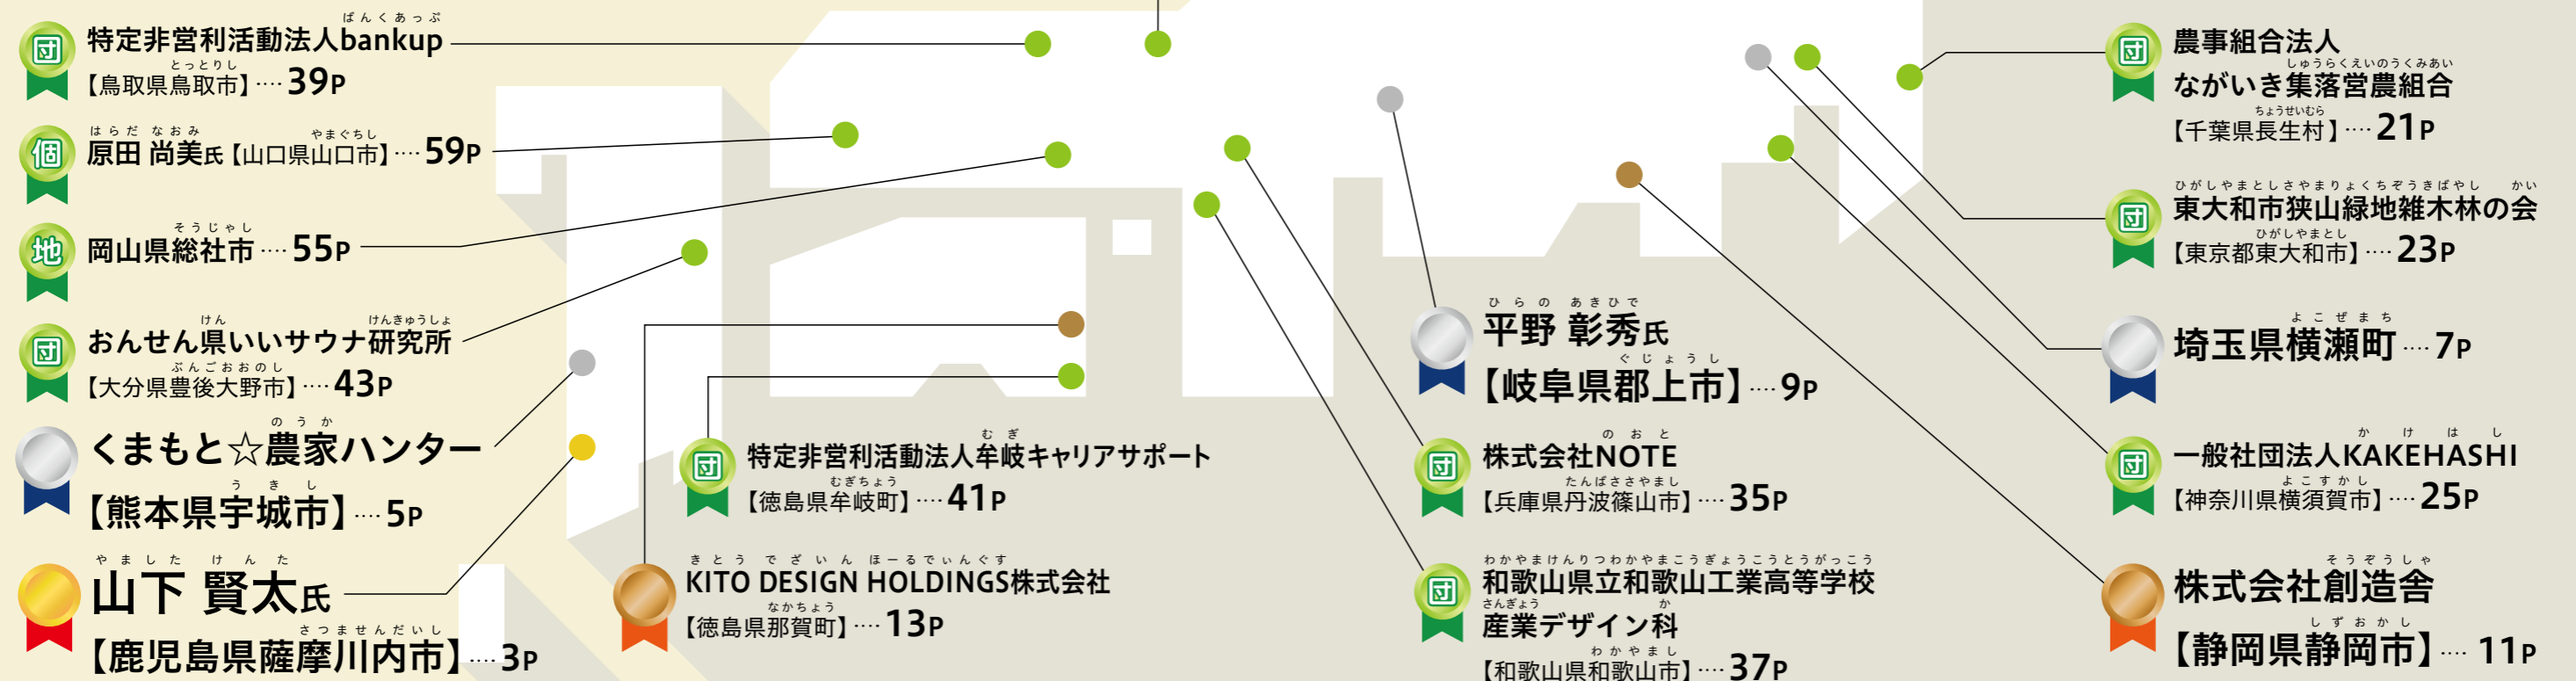 ばんくあっぷ
団 特定非営利活動法人bankup
とっとりし
【鳥取県鳥取市】····39P
はらだ なおみ やまぐちし
個 原田 尚美氏【山口県山口市】····59P
そうじゃし
地 岡山県総社市····55P
けん けんきゅうしょ
団 おんせん県いいサウナ研究所
ぶんごおおのし
【大分県豊後大野市】····43P
のうか
くまもと☆農家ハンター
うきし
【熊本県宇城市】····5P
やました けんた
山下 賢太氏
さつませんだいし
【鹿児島県薩摩川内市】····3P
むぎ
団 特定非営利活動法人牟岐キャリアサポート
むぎちょう
【徳島県牟岐町】····41P
きとう でざいん ほーるでぃんぐす
KITO DESIGN HOLDINGS株式会社
なかちょう
【徳島県那賀町】····13P
ひらの あきひで
平野 彰秀氏
ぐじょうし
【岐阜県郡上市】····9P
のおと
団 株式会社NOTE
たんばささやまし
【兵庫県丹波篠山市】····35P
わかやまけんりつわかやまこうぎょうこうとうがっこう
団 和歌山県立和歌山工業高等学校
さんぎょう か
産業デザイン科
わかやまし
【和歌山県和歌山市】····37P
団 農事組合法人
しゅうらくえいのうくみあい
ながいき集落営農組合
ちょうせいむら
【千葉県長生村】····21P
ひがしやまとしさやまりょくちぞうきばやし かい
団 東大和市狭山緑地雑木林の会
ひがしやまとし
【東京都東大和市】····23P
よこぜまち
埼玉県横瀬町····7P
かけはし
団 一般社団法人KAKEHASHI
よこすかし
【神奈川県横須賀市】····25P
そうぞうしゃ
株式会社創造舎
しずおかし
【静岡県静岡市】····11P